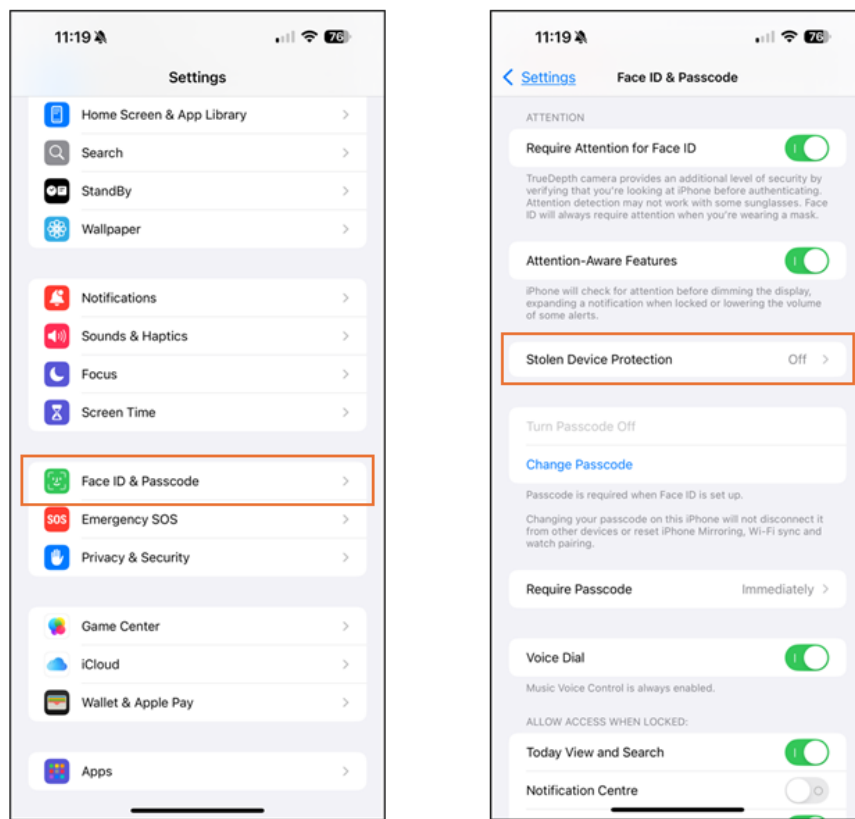 11:19
76
Settings
Home Screen & App Library
Search
StandBy
Wallpaper
Notifications
Sounds & Haptics
Focus
Screen Time
Face ID & Passcode
SOS
Emergency SOS
Privacy & Security
Game Center
iCloud
Wallet & Apple Pay
Apps
11:19
76
Settings
Face ID & Passcode
ATTENTION
Require Attention for Face ID
TrueDepth camera provides an additional level of security by
verifying that you're looking at iPhone before authenticating.
Attention detection may not work with some sunglasses. Face
ID will always require attention when you're wearing a mask.
Attention-Aware Features
iPhone will check for attention before dimming the display,
expanding a notification when locked or lowering the volume
of some alerts.
Stolen Device Protection Off
Turn Passcode Off
Change Passcode
Passcode is required when Face ID is set up.
Changing your passcode on this iPhone will not disconnect it
from other devices or reset iPhone Mirroring, Wi-Fi sync and
watch pairing.
Require Passcode Immediately
Voice Dial
Music Voice Control is always enabled.
ALLOW ACCESS WHEN LOCKED:
Today View and Search
Notification Centre